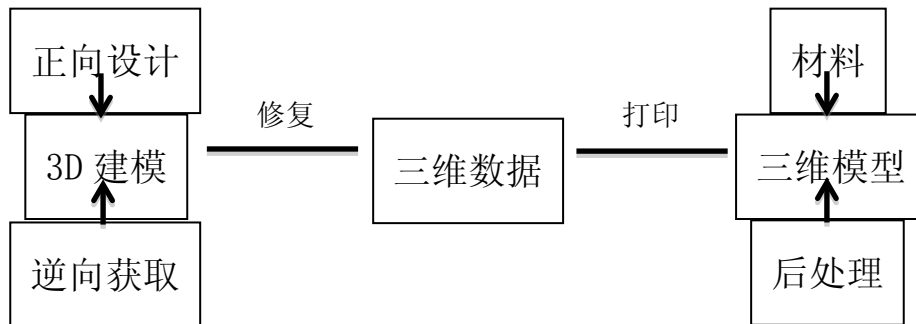 正向设计
材料
修复
打印
3D 建模
三维数据
三维模型
逆向获取
后处理